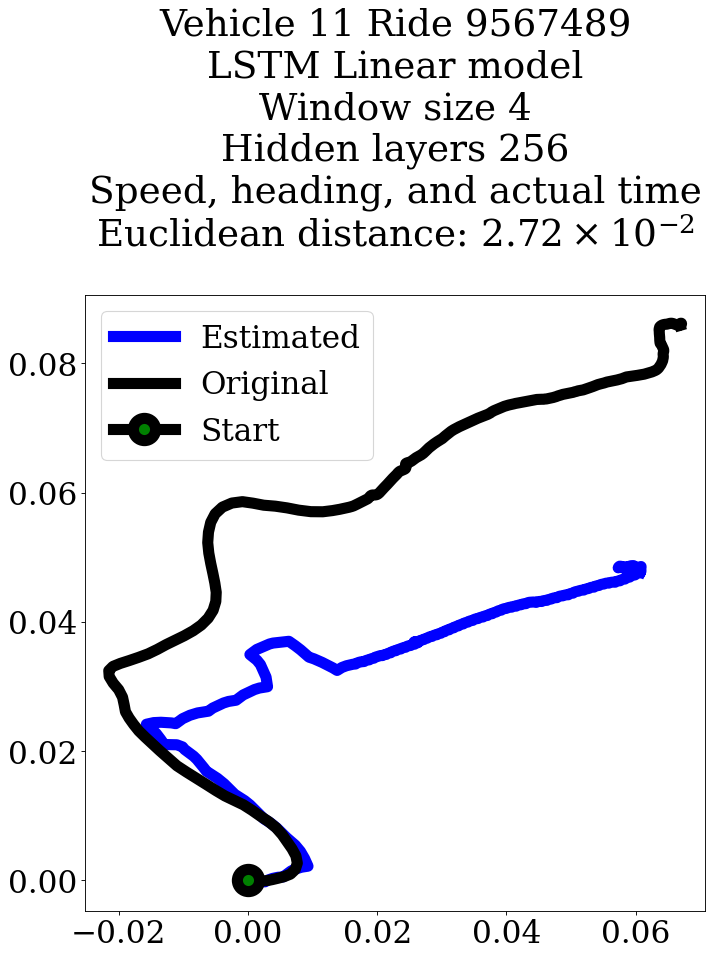 Vehicle 11 Ride 9567489
LSTM Linear model
Window size 4
Hidden layers 256
Speed, heading, and actual time
Euclidean distance: 2.72 × 10⁻²
Estimated
Original
Start
0.08
0.06
0.04
0.02
0.00
−0.02 0.00 0.02 0.04 0.06